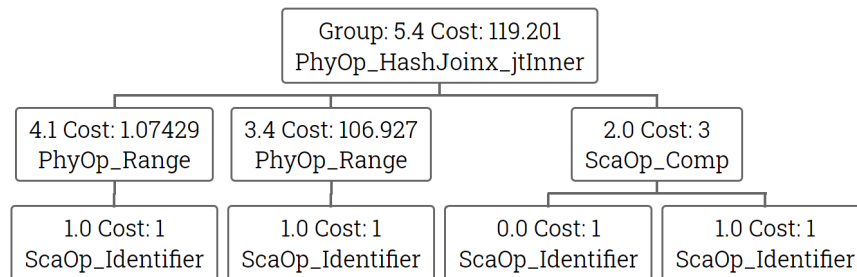 Group: 5.4 Cost: 119.201
PhyOp_HashJoinx_jtInner
4.1 Cost: 1.07429
PhyOp_Range
3.4 Cost: 106.927
PhyOp_Range
2.0 Cost: 3
ScaOp_Comp
1.0 Cost: 1
ScaOp_Identifier
1.0 Cost: 1
ScaOp_Identifier
0.0 Cost: 1
ScaOp_Identifier
1.0 Cost: 1
ScaOp_Identifier